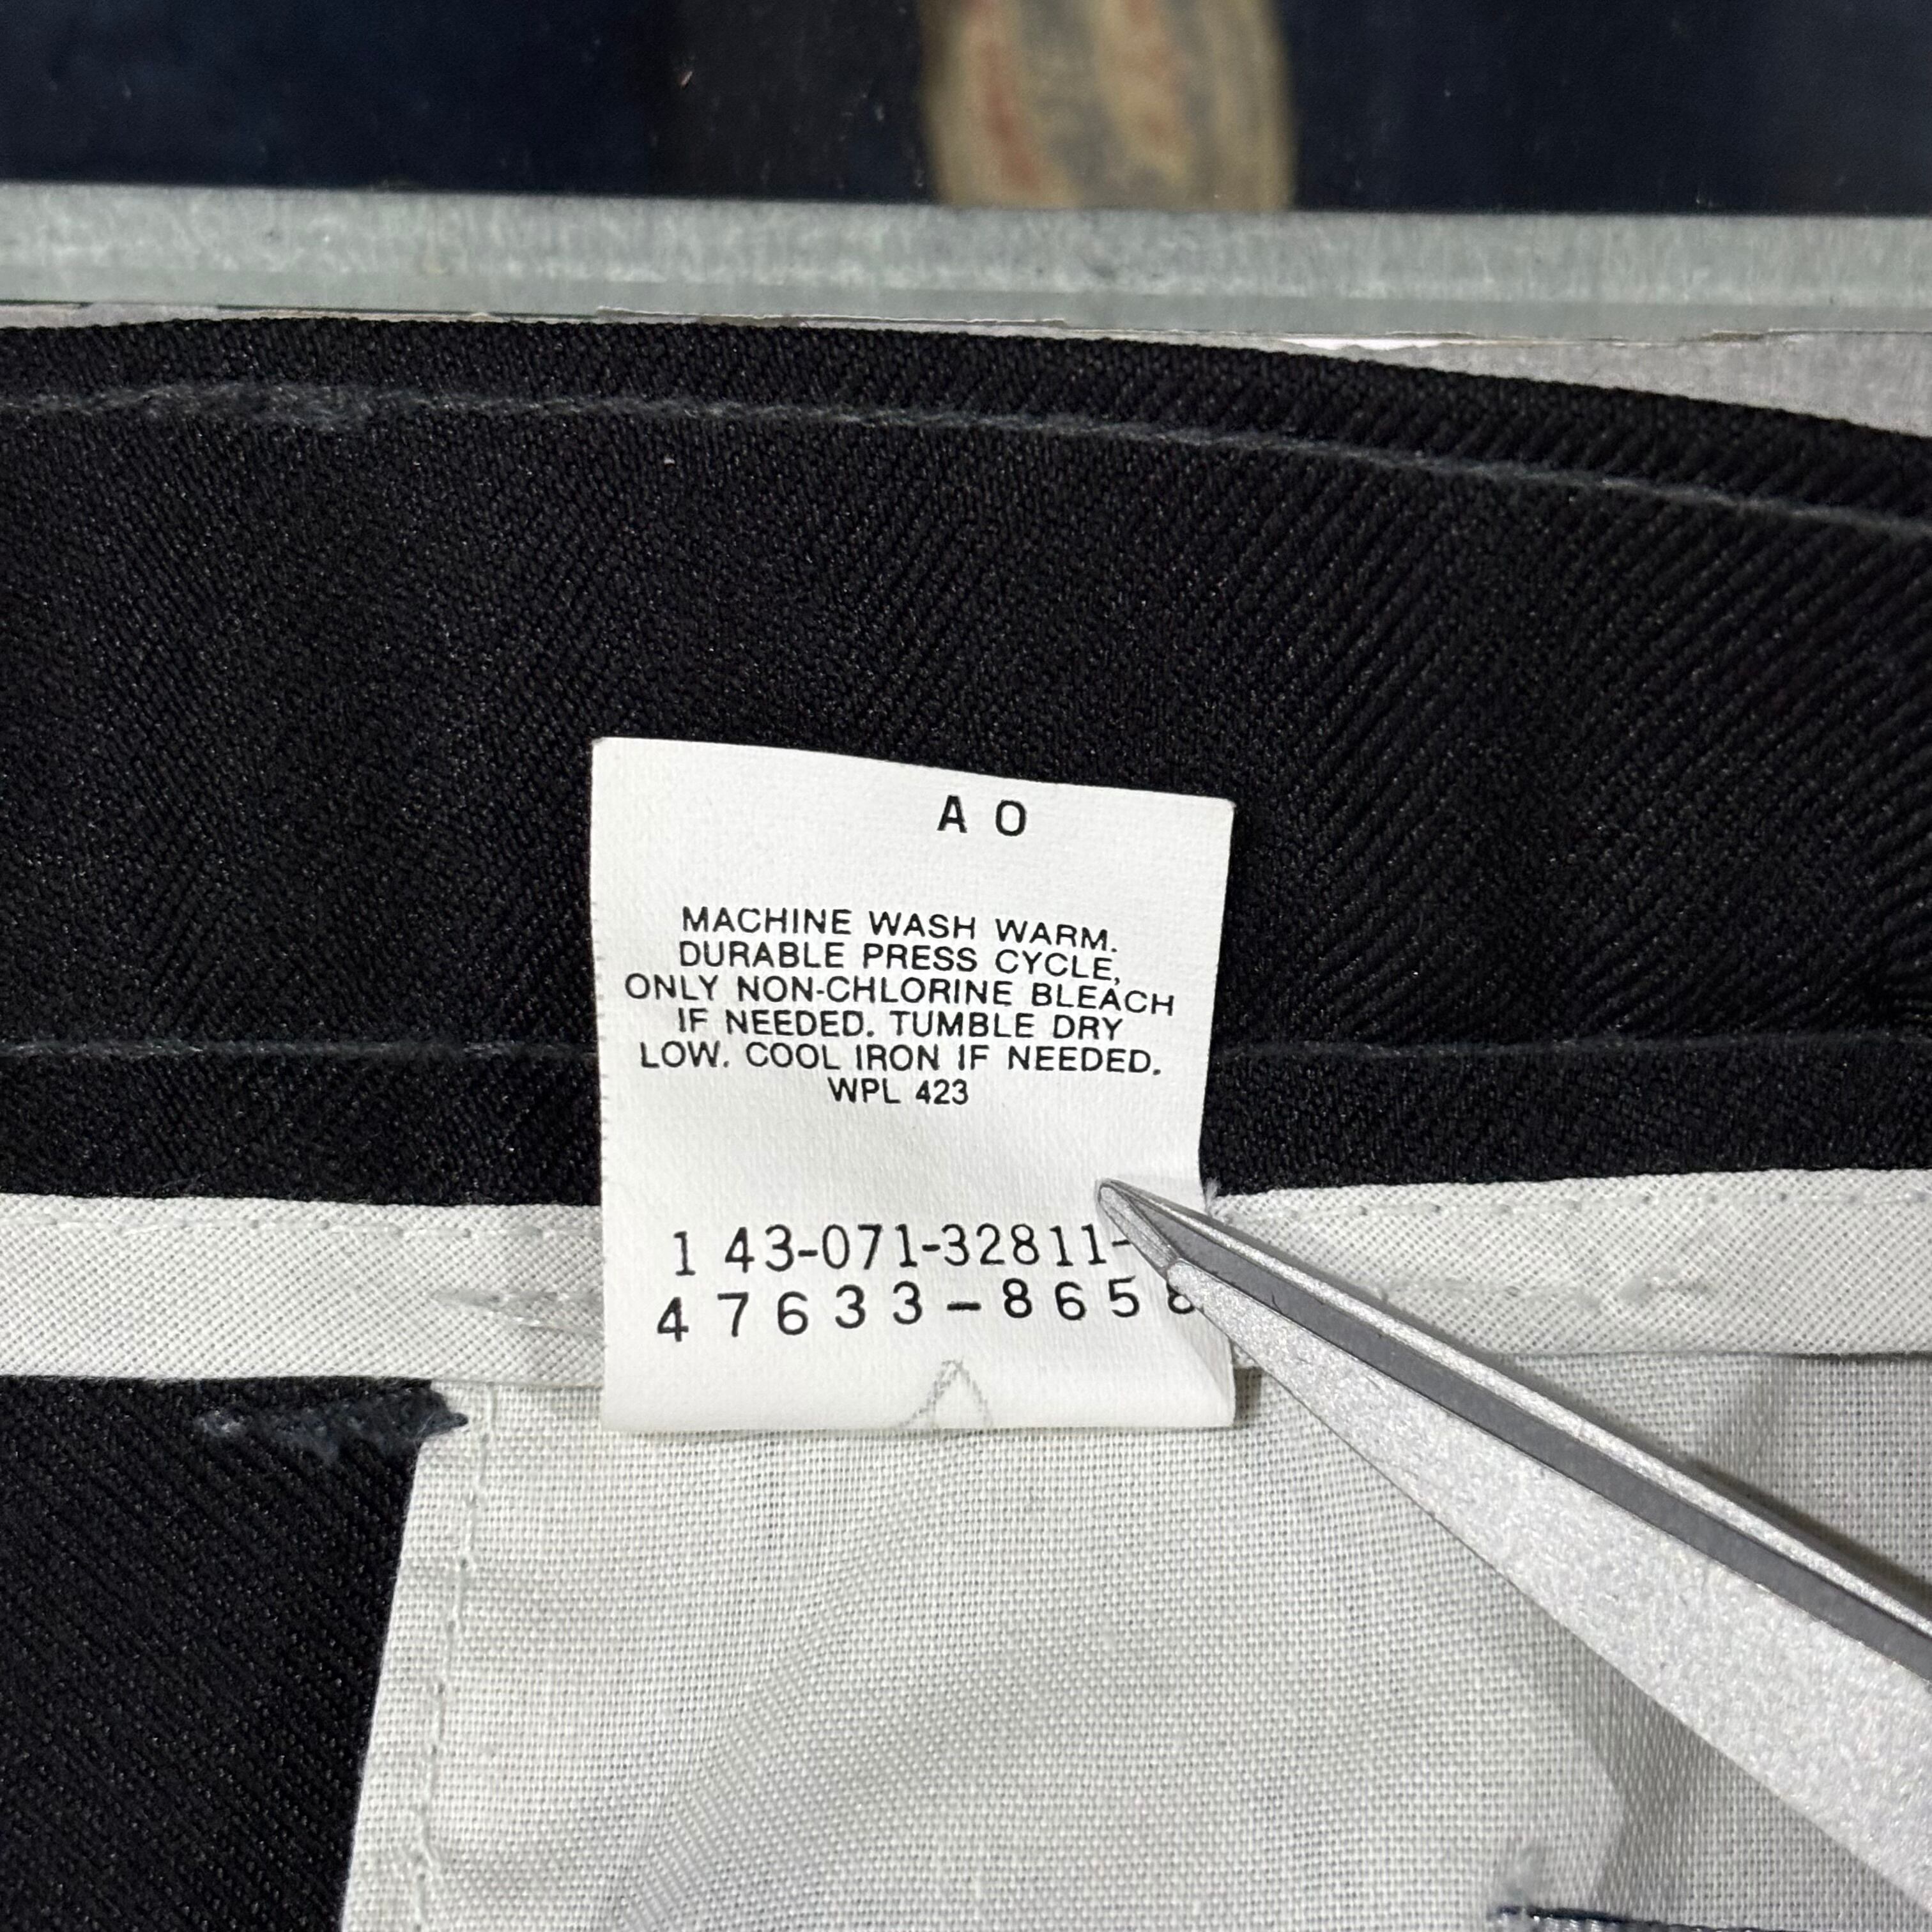 A O
MACHINE WASH WARM.
DURABLE PRESS CYCLE,
ONLY NON-CHLORINE BLEACH
IF NEEDED. TUMBLE DRY
LOW. COOL IRON IF NEEDED.
WPL 423
1 43-071-32811-
47633-8658